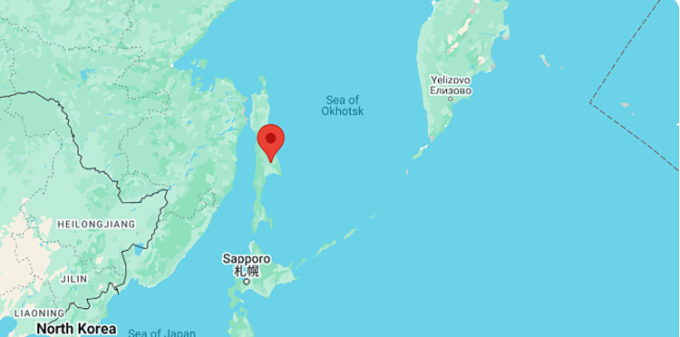 Sea of
Okhotsk
Yelizovo
Елизово
HEILONGJIANG
Sapporo
札幌
JILIN
LIAONING
North Korea
Sea of Japan